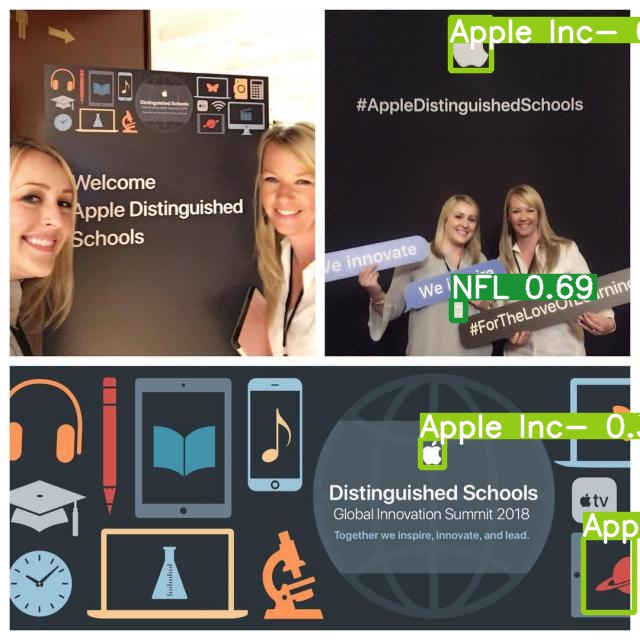 Distinguished Schools
Welcome
Apple Distinguished
Schools
Apple Inc–
#AppleDistinguishedSchools
We innovate
We
NFL 0.69
#ForTheLoveOfLearning
Apple Inc– 0.
Distinguished Schools
Global Innovation Summit 2018
Together we inspire, innovate, and lead.
tv
App